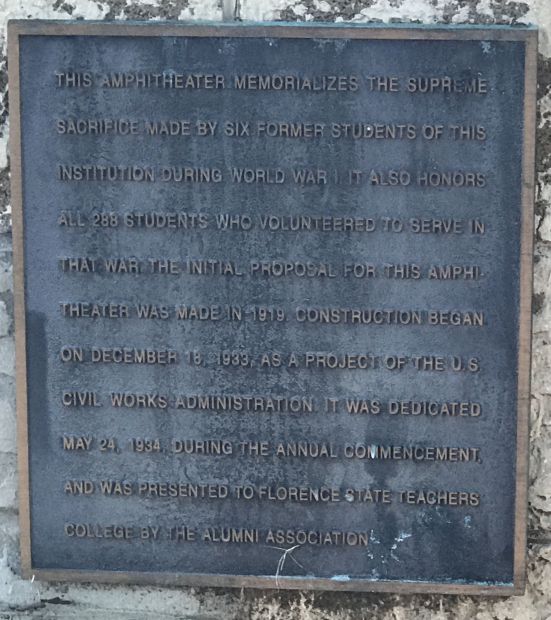 THIS AMPHITHEATER MEMORIALIZES THE SUPREME
SACRIFICE MADE BY SIX FORMER STUDENTS OF THIS
INSTITUTION DURING WORLD WAR I. IT ALSO HONORS
ALL 288 STUDENTS WHO VOLUNTEERED TO SERVE IN
THAT WAR. THE INITIAL PROPOSAL FOR THIS AMPHI-
THEATER WAS MADE IN 1919. CONSTRUCTION BEGAN
ON DECEMBER 18, 1933, AS A PROJECT OF THE U.S.
CIVIL WORKS ADMINISTRATION. IT WAS DEDICATED
MAY 24, 1934, DURING THE ANNUAL COMMENCEMENT,
AND WAS PRESENTED TO FLORENCE STATE TEACHERS
COLLEGE BY THE ALUMNI ASSOCIATION.